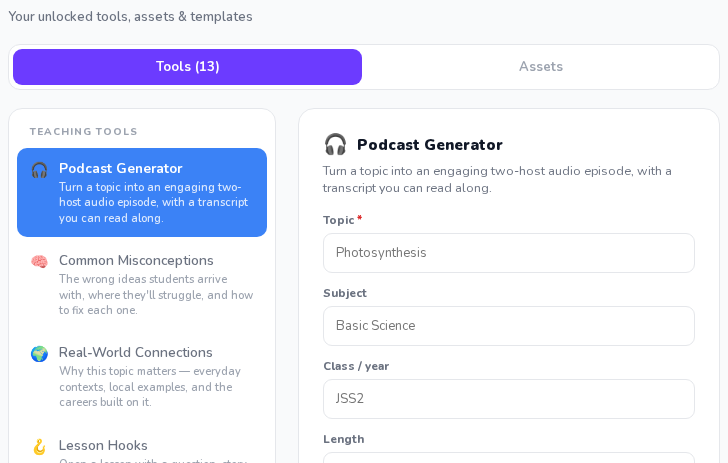 Your unlocked tools, assets & templates
Tools (13)
Assets
TEACHING TOOLS
Podcast Generator
Turn a topic into an engaging two-
host audio episode, with a transcript
you can read along.
Common Misconceptions
The wrong ideas students arrive
with, where they'll struggle, and how
to fix each one.
Real-World Connections
Why this topic matters — everyday
contexts, local examples, and the
careers built on it.
Lesson Hooks
Podcast Generator
Turn a topic into an engaging two-host audio episode, with a
transcript you can read along.
Topic *
Photosynthesis
Subject
Basic Science
Class / year
JSS2
Length